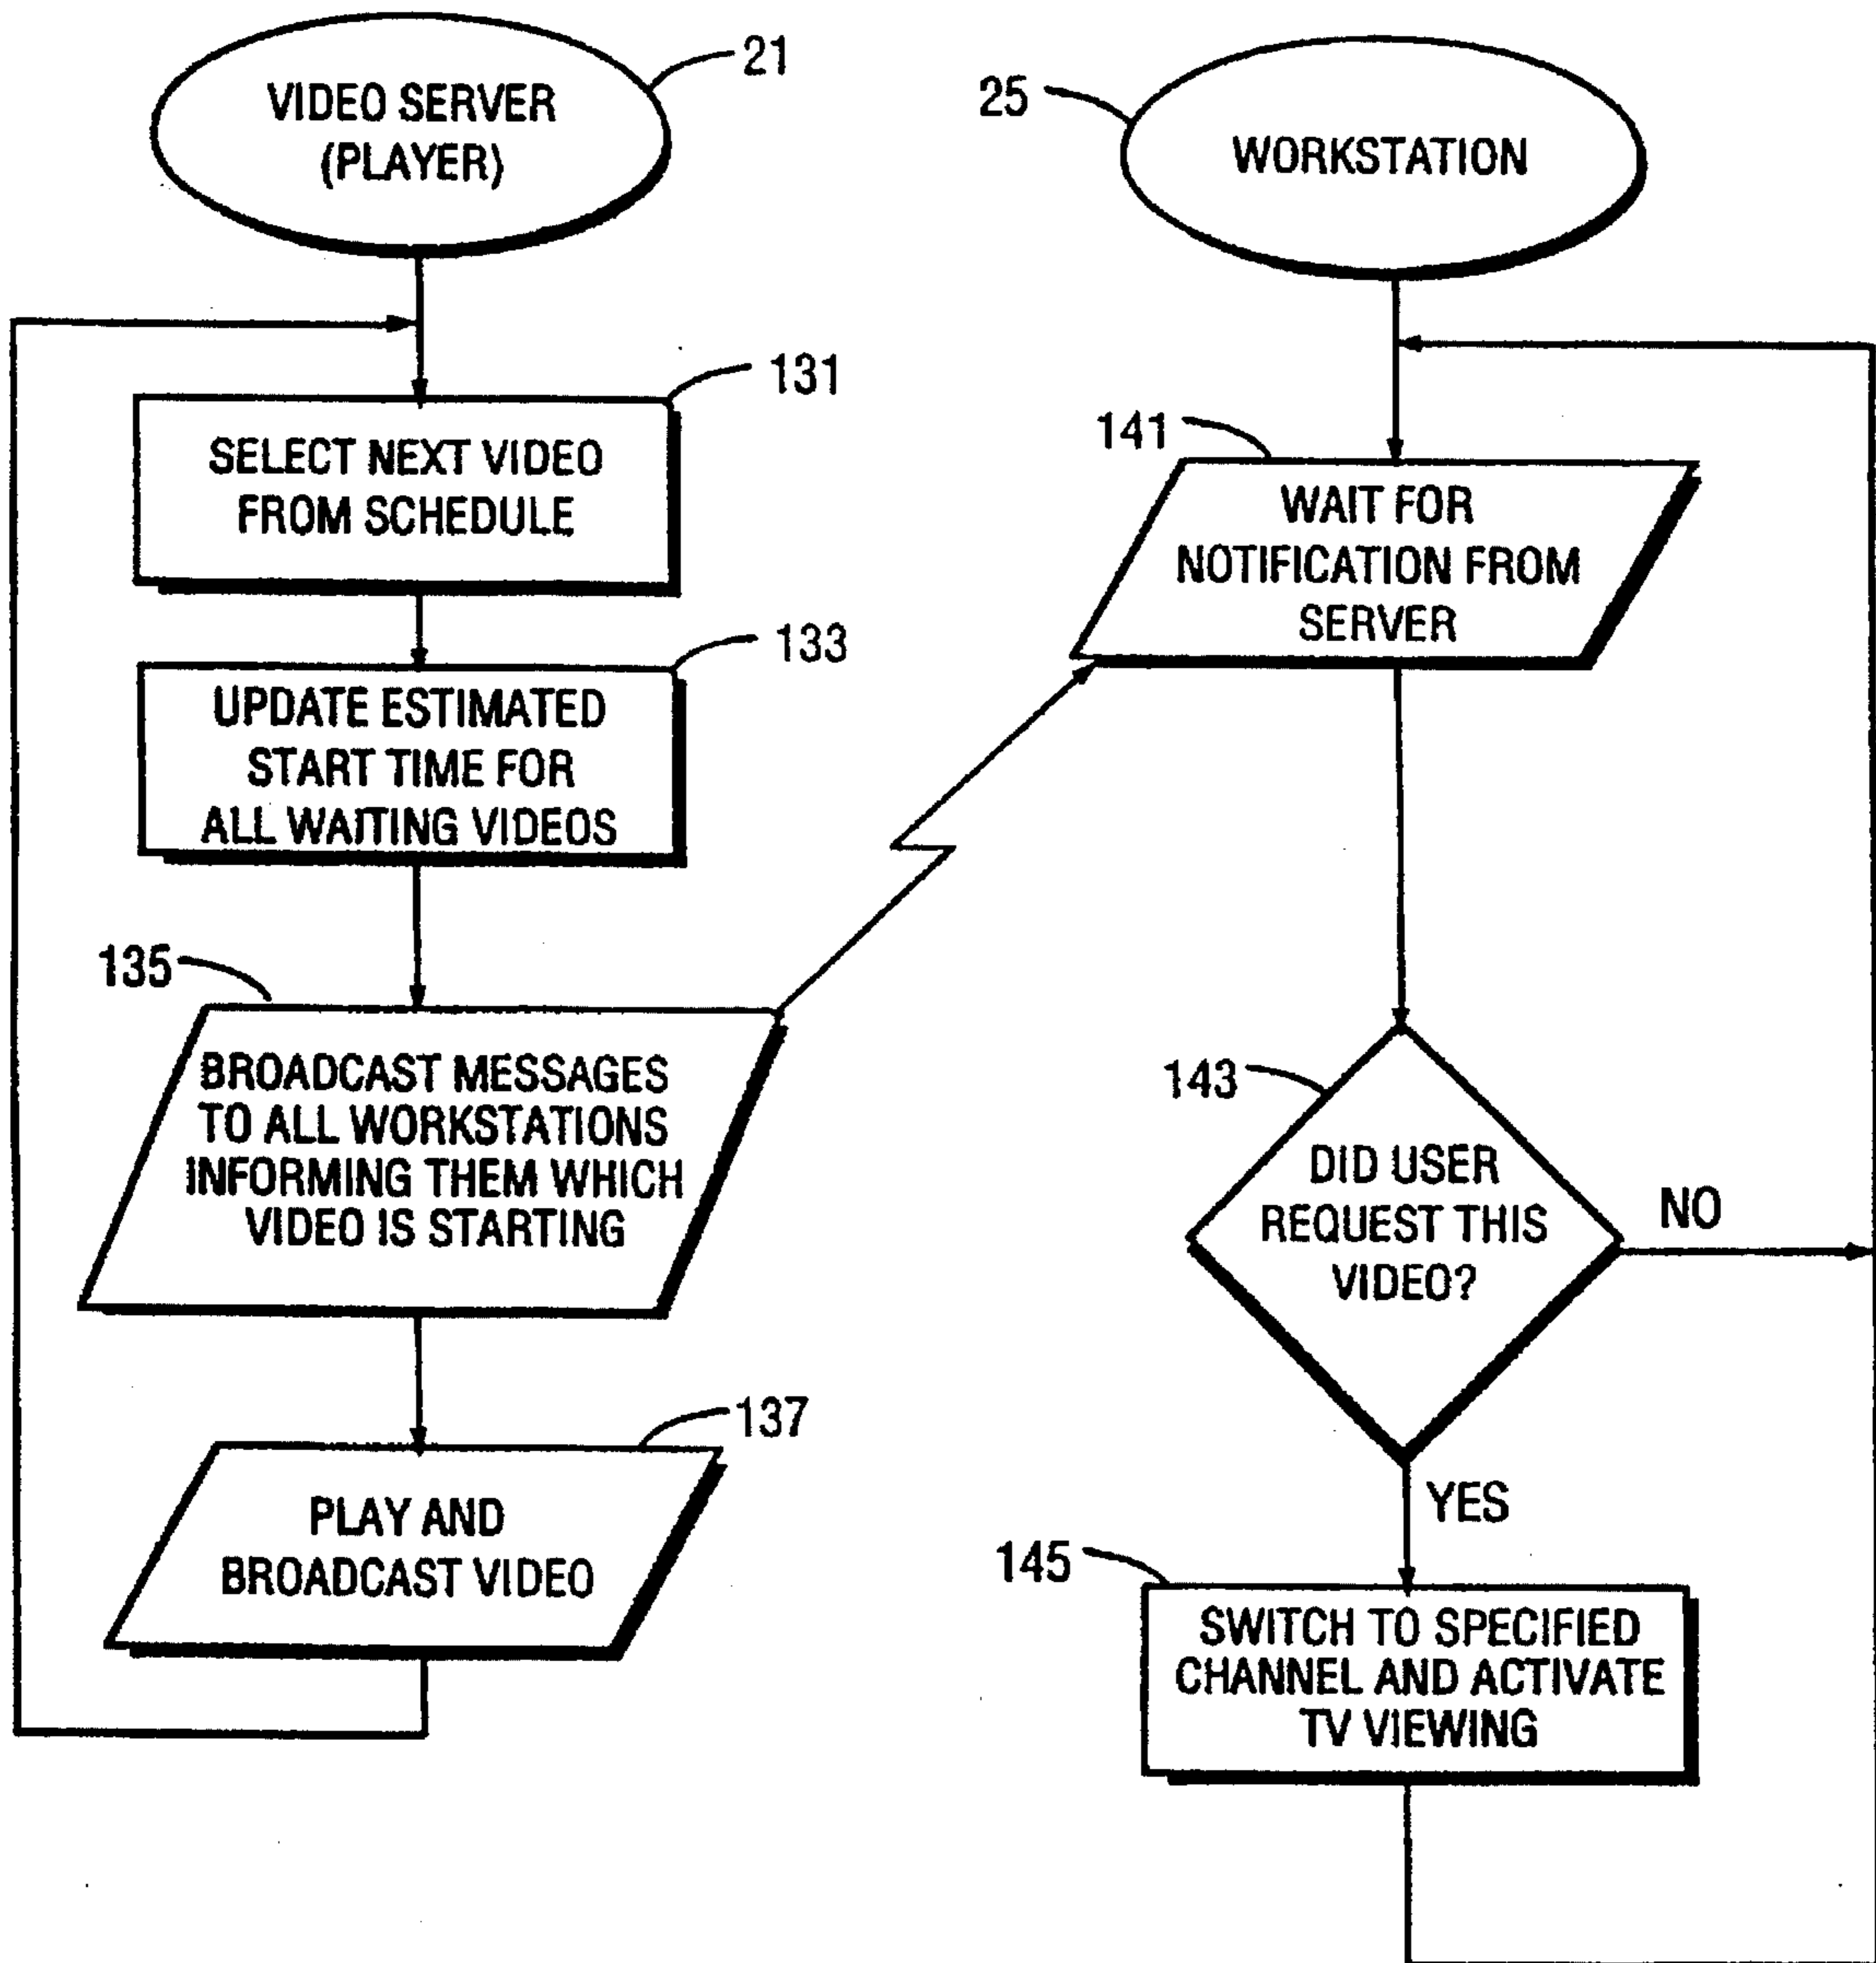 VIDEO SERVER
(PLAYER)
21
131
SELECT NEXT VIDEO
FROM SCHEDULE
133
UPDATE ESTIMATED
START TIME FOR
ALL WAITING VIDEOS
135
BROADCAST MESSAGES
TO ALL WORKSTATIONS
INFORMING THEM WHICH
VIDEO IS STARTING
137
PLAY AND
BROADCAST VIDEO
25
WORKSTATION
141
WAIT FOR
NOTIFICATION FROM
SERVER
143
DID USER
REQUEST THIS
VIDEO?
NO
YES
145
SWITCH TO SPECIFIED
CHANNEL AND ACTIVATE
TV VIEWING